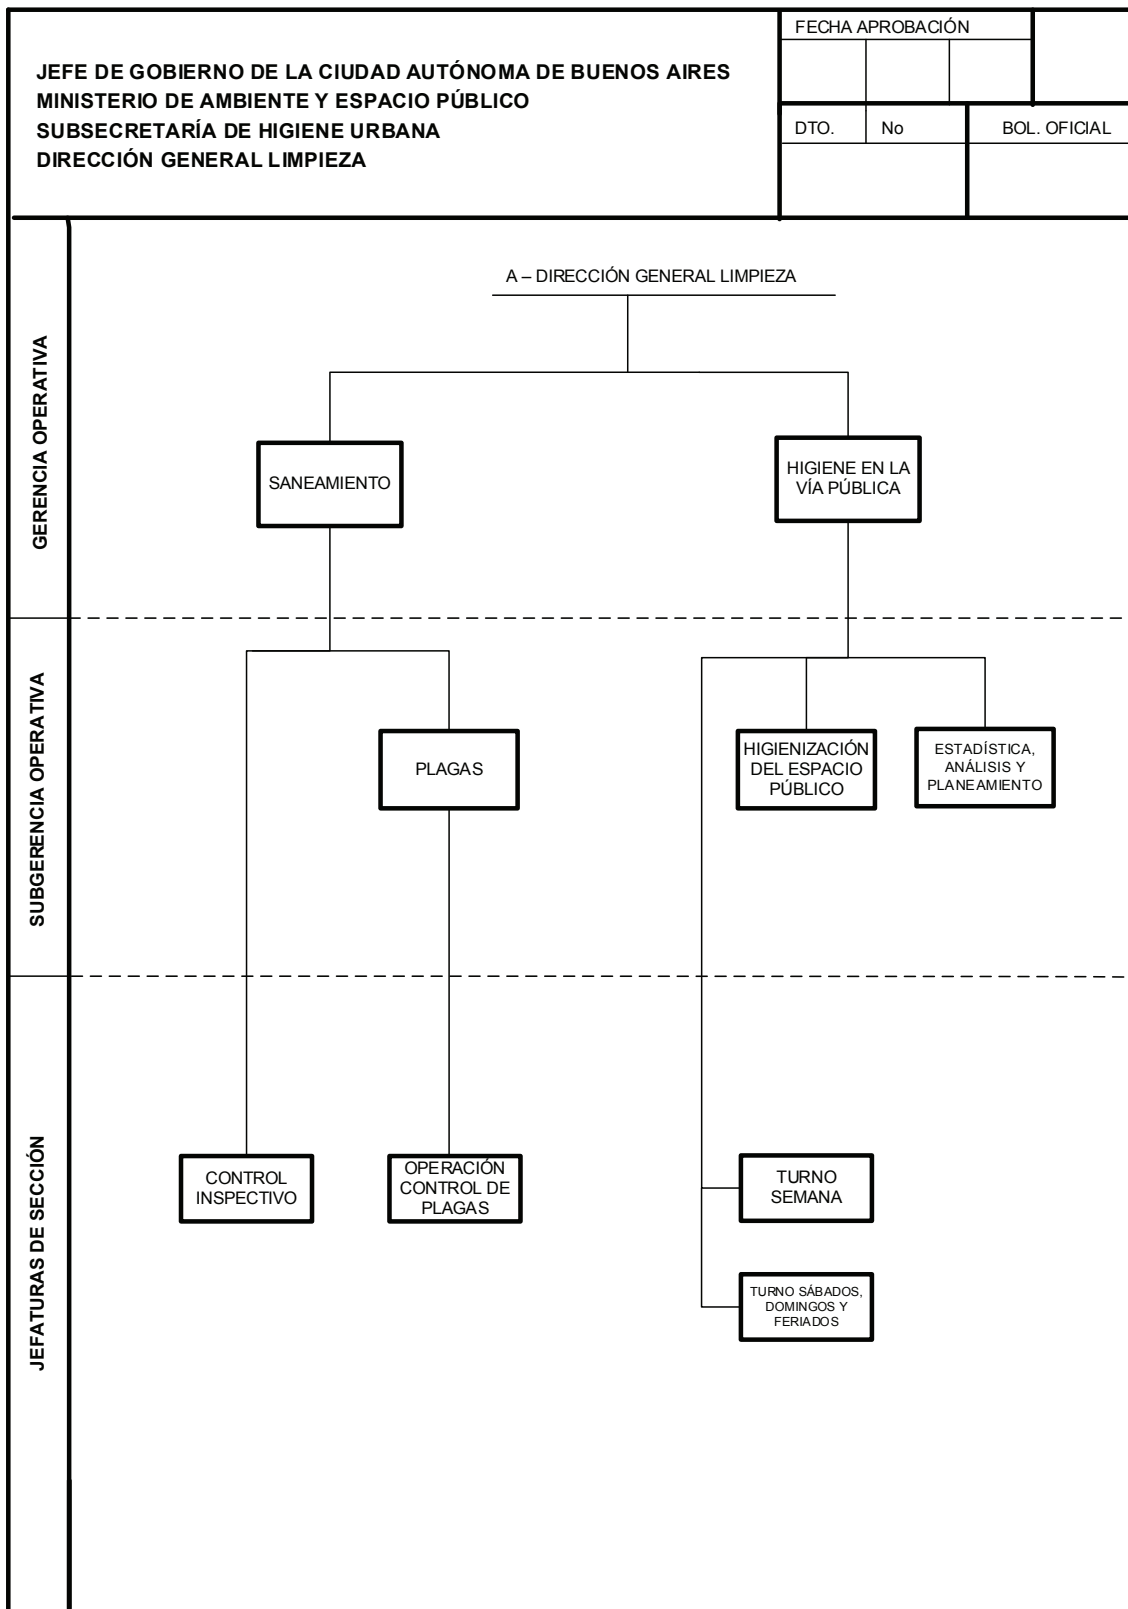 JEFE DE GOBIERNO DE LA CIUDAD AUTÓNOMA DE BUENOS AIRES
MINISTERIO DE AMBIENTE Y ESPACIO PÚBLICO
SUBSECRETARÍA DE HIGIENE URBANA
DIRECCIÓN GENERAL LIMPIEZA
FECHA APROBACIÓN
DTO.
No
BOL. OFICIAL
A – DIRECCIÓN GENERAL LIMPIEZA
GERENCIA OPERATIVA
SANEAMIENTO
HIGIENE EN LA
VÍA PÚBLICA
SUBGERENCIA OPERATIVA
PLAGAS
HIGIENIZACIÓN
DEL ESPACIO
PÚBLICO
ESTADÍSTICA,
ANÁLISIS Y
PLANEAMIENTO
JEFATURAS DE SECCIÓN
CONTROL
INSPECTIVO
OPERACIÓN
CONTROL DE
PLAGAS
TURNO
SEMANA
TURNO SÁBADOS,
DOMINGOS Y
FERIADOS